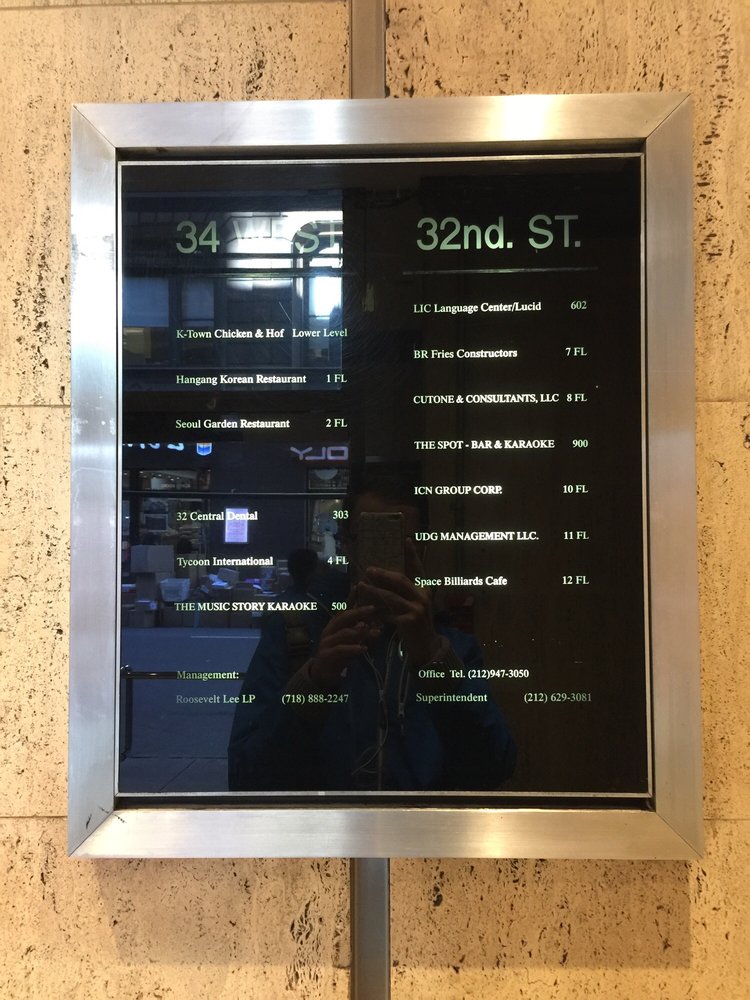 34 WEST
K-Town Chicken & Hof Lower Level
Hangang Korean Restaurant 1 FL
Seoul Garden Restaurant 2 FL
32 Central Dental 303
Tycoon International 4 FL
THE MUSIC STORY KARAOKE 500
Management:
Roosevelt Lee LP (718) 888-2247
32nd. ST.
LIC Language Center/Lucid 602
BR Fries Constructors 7 FL
CUTONE & CONSULTANTS, LLC 8 FL
THE SPOT - BAR & KARAOKE 900
ICN GROUP CORP. 10 FL
UDG MANAGEMENT LLC. 11 FL
Space Billiards Cafe 12 FL
Office Tel. (212)947-3050
Superintendent (212) 629-3081